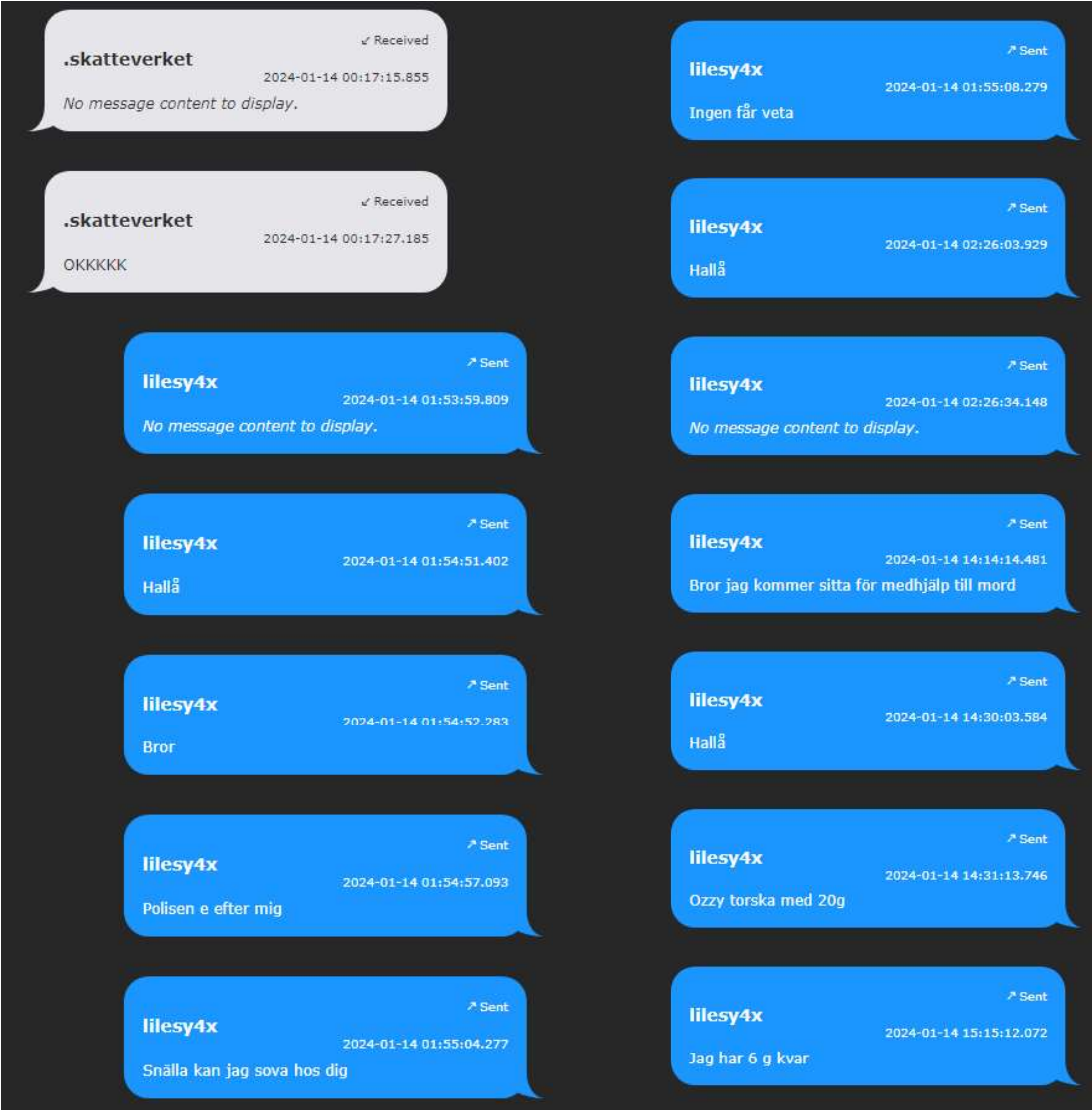 ↙ Received
.skatteverket
2024-01-14 00:17:15.855
No message content to display.
↙ Received
.skatteverket
2024-01-14 00:17:27.185
OKKKKK
↗ Sent
lilesy4x
2024-01-14 01:53:59.809
No message content to display.
↗ Sent
lilesy4x
2024-01-14 01:54:51.402
Hallå
↗ Sent
lilesy4x
2024-01-14 01:54:52.283
Bror
↗ Sent
lilesy4x
2024-01-14 01:54:57.093
Polisen e efter mig
↗ Sent
lilesy4x
2024-01-14 01:55:04.277
Snälla kan jag sova hos dig
↗ Sent
lilesy4x
2024-01-14 01:55:08.279
Ingen får veta
↗ Sent
lilesy4x
2024-01-14 02:26:03.929
Hallå
↗ Sent
lilesy4x
2024-01-14 02:26:34.148
No message content to display.
↗ Sent
lilesy4x
2024-01-14 14:14:14.481
Bror jag kommer sitta för medhjälp till mord
↗ Sent
lilesy4x
2024-01-14 14:30:03.584
Hallå
↗ Sent
lilesy4x
2024-01-14 14:31:13.746
Ozzy torska med 20g
↗ Sent
lilesy4x
2024-01-14 15:15:12.072
Jag har 6 g kvar